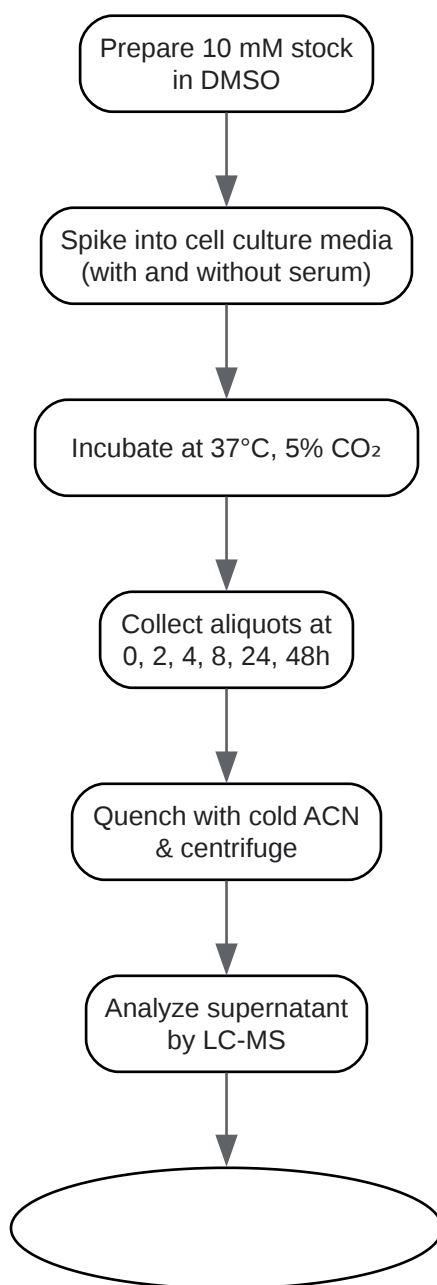 Prepare 10 mM stock
in DMSO
Spike into cell culture media
(with and without serum)
Incubate at 37°C, 5% CO₂
Collect aliquots at
0, 2, 4, 8, 24, 48h
Quench with cold ACN
& centrifuge
Analyze supernatant
by LC-MS